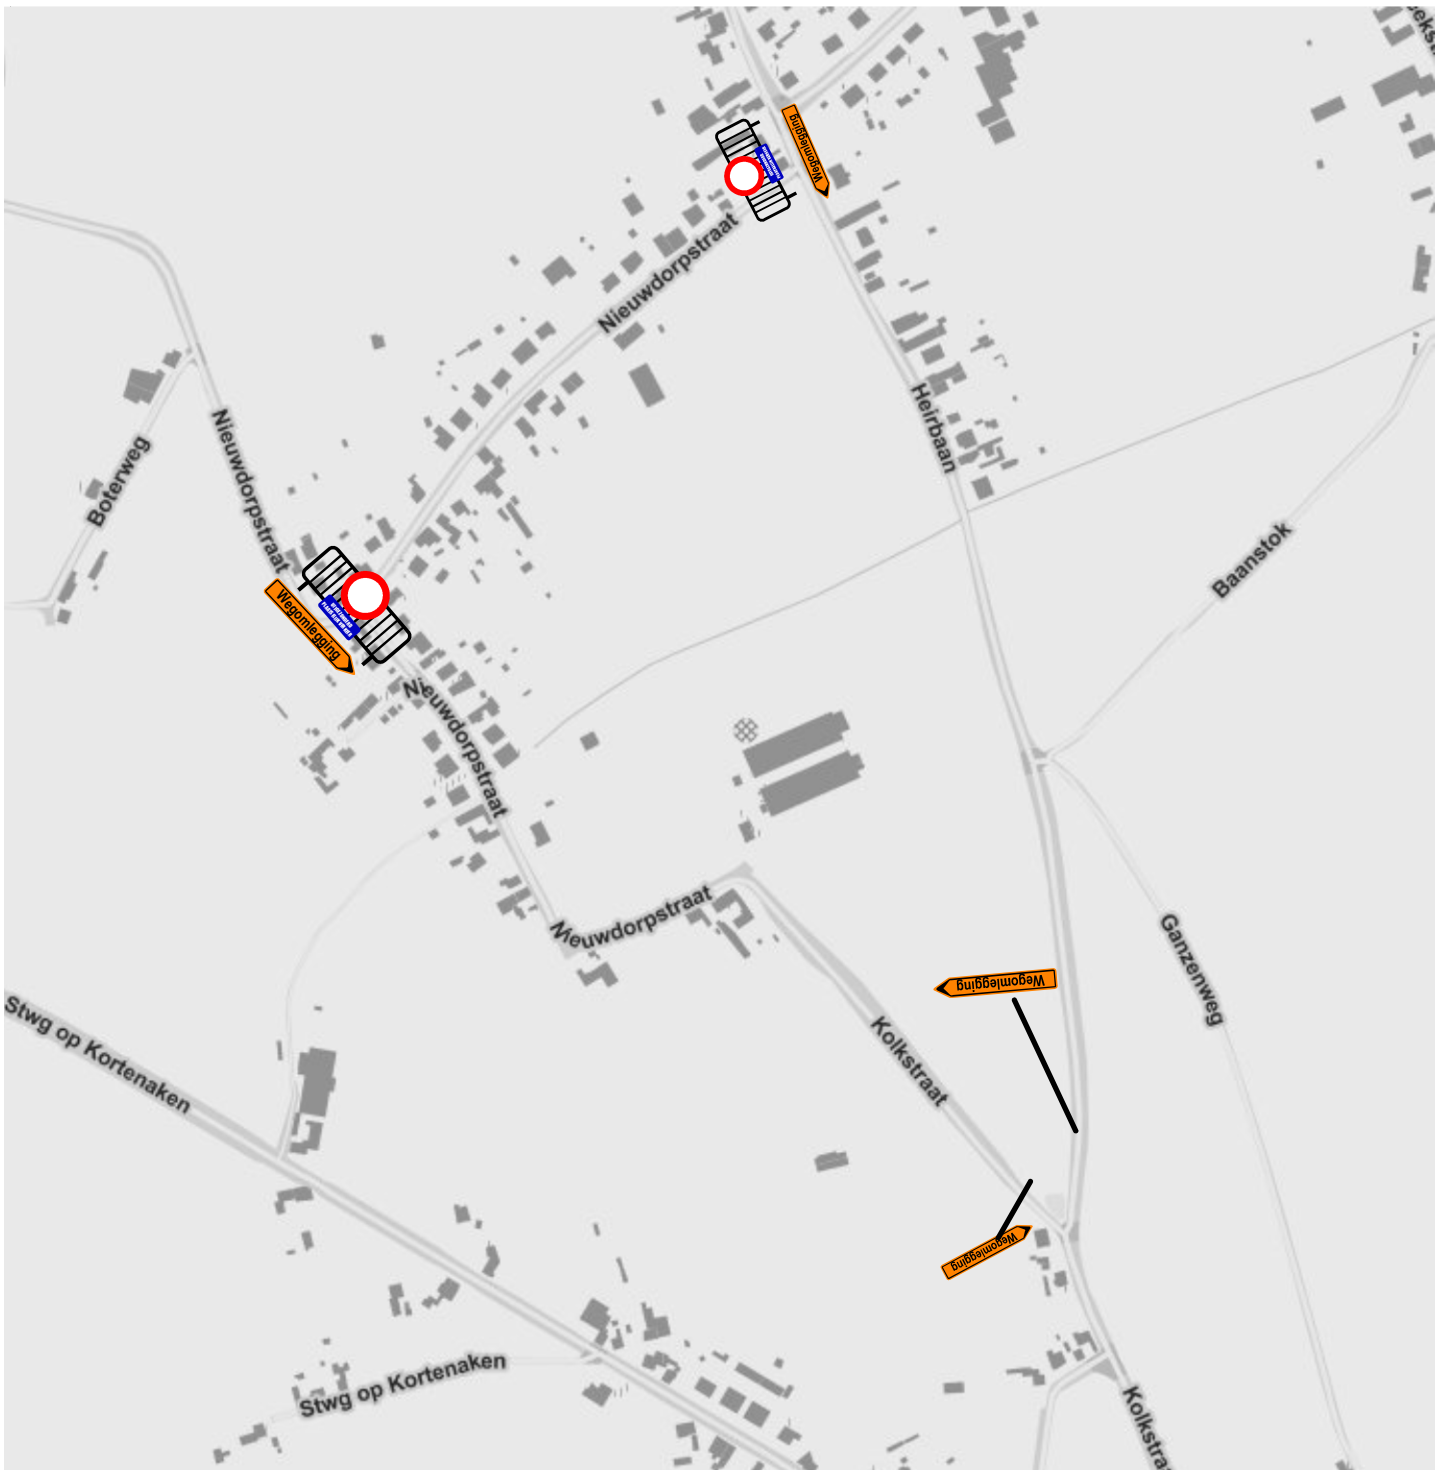 eekst
Wegomlegging
Nieuwdorpstraat
Heirbaan
Nieuwdorpstraat
Boterweg
Baanstok
Wegomlegging
Nieuwdorpstraat
Nieuwdorpstraat
Ganzenweg
Wegomlegging
Stwg op Kortenaken
Kolkstraat
Wegomlegging
Stwg op Kortenaken
Kolkstra